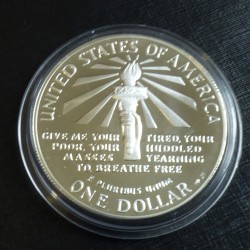 UNITED STATES OF AMERICA
GIVE ME YOUR TIRED, YOUR
POOR, YOUR HUDDLED
MASSES YEARNING
TO BREATHE FREE
E PLURIBUS UNUM
ONE DOLLAR